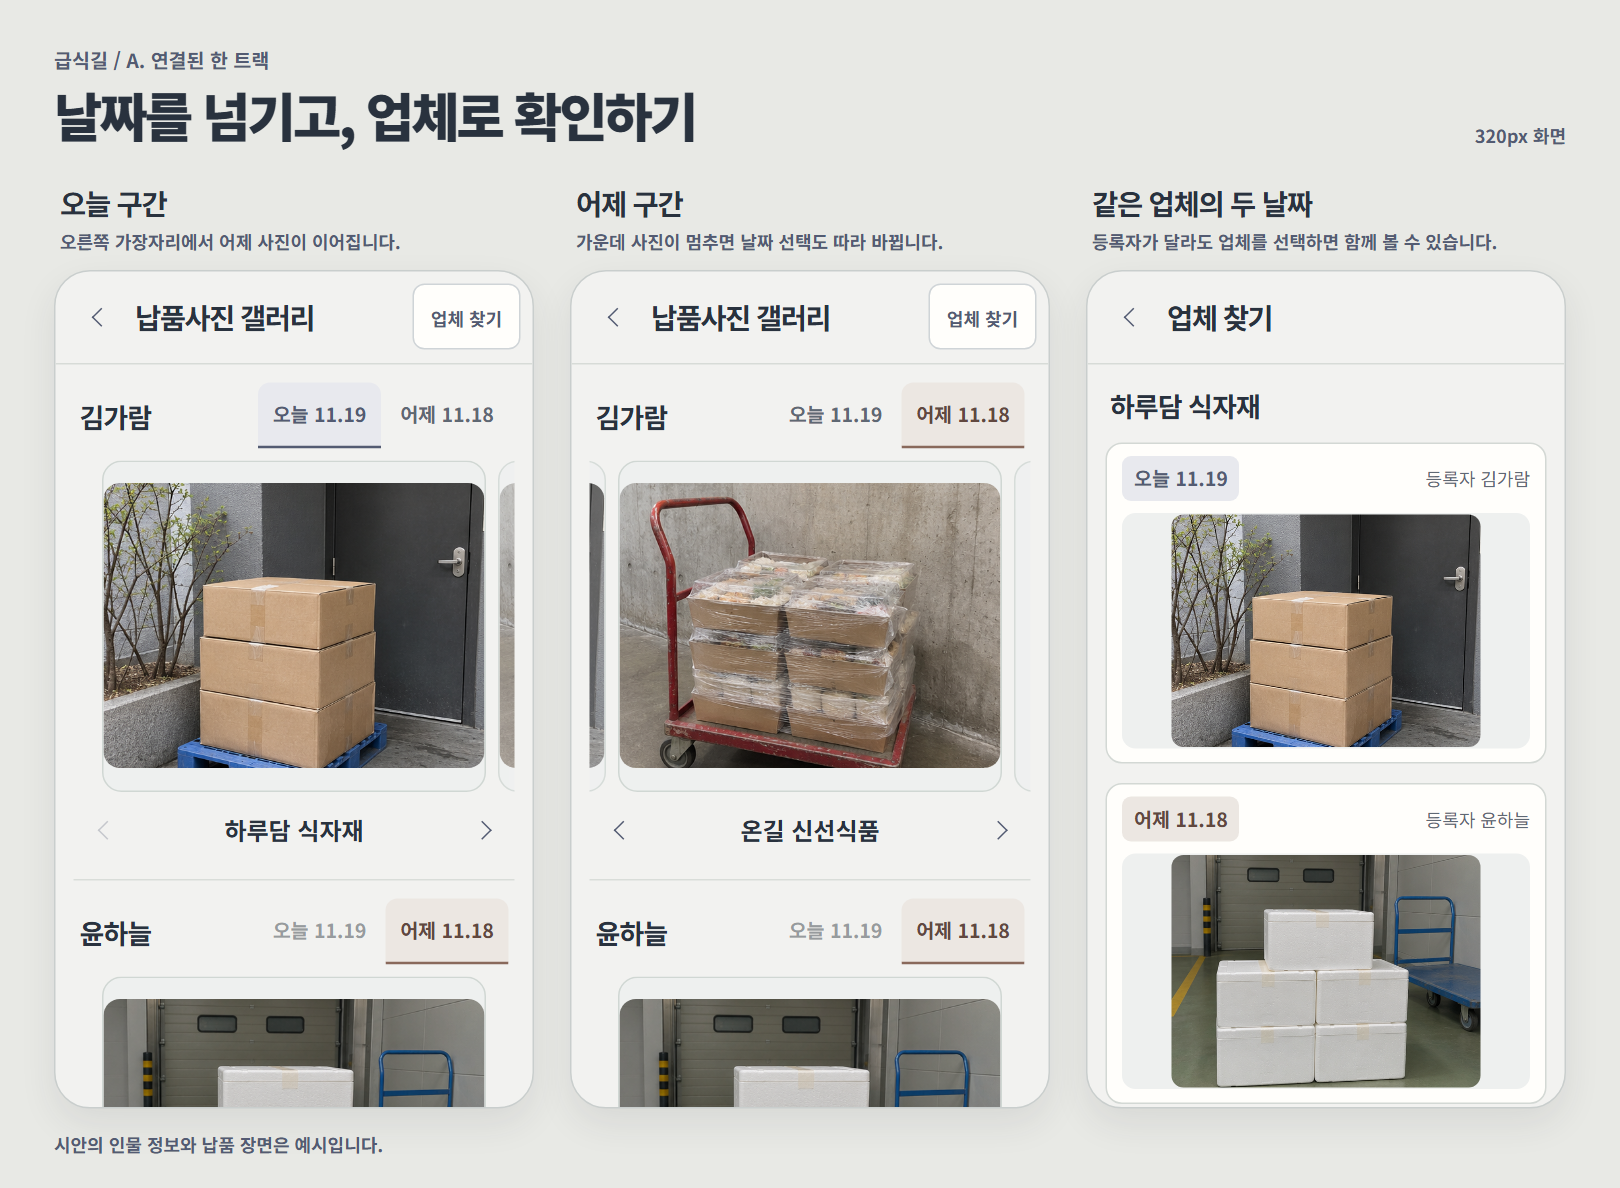 급식길 / A. 연결된 한 트랙
날짜를 넘기고, 업체로 확인하기
320px 화면
오늘 구간
오른쪽 가장자리에서 어제 사진이 이어집니다.
납품사진 갤러리
업체 찾기
김가람
오늘 11.19
어제 11.18
하루담 식자재
윤하늘
오늘 11.19
어제 11.18
어제 구간
가운데 사진이 멈추면 날짜 선택도 따라 바뀝니다.
납품사진 갤러리
업체 찾기
김가람
오늘 11.19
어제 11.18
온길 신선식품
윤하늘
오늘 11.19
어제 11.18
같은 업체의 두 날짜
등록자가 달라도 업체를 선택하면 함께 볼 수 있습니다.
업체 찾기
하루담 식자재
오늘 11.19
등록자 김가람
어제 11.18
등록자 윤하늘
시안의 인물 정보와 납품 장면은 예시입니다.